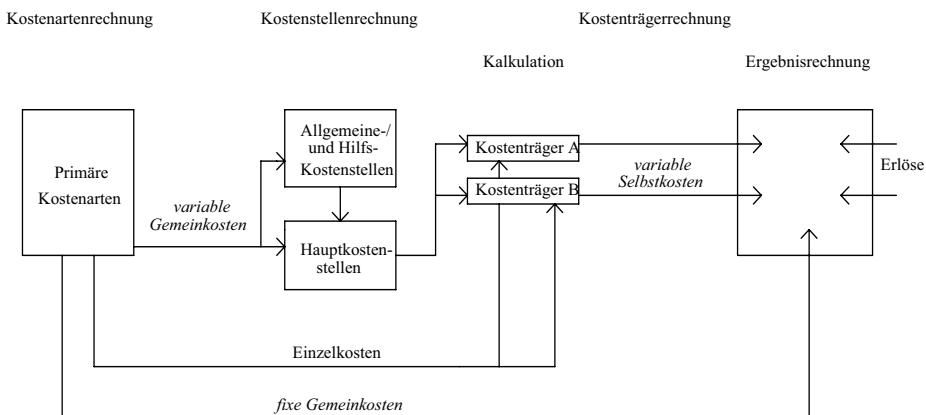 Kostenartenrechnung
Kostenstellenrechnung
Kostenträgerrechnung
Kalkulation
Ergebnisrechnung
Primäre
Kostenarten
variable
Gemeinkosten
Allgemeine-/
und Hilfs-
Kostenstellen
Hauptkosten-
stellen
Kostenträger A
Kostenträger B
variable
Selbstkosten
Erlöse
Einzelkosten
fixe Gemeinkosten